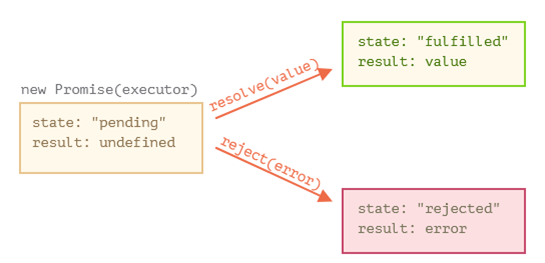 new Promise(executor)
state: "pending"
result: undefined
resolve(value)
reject(error)
state: "fulfilled"
result: value
state: "rejected"
result: error